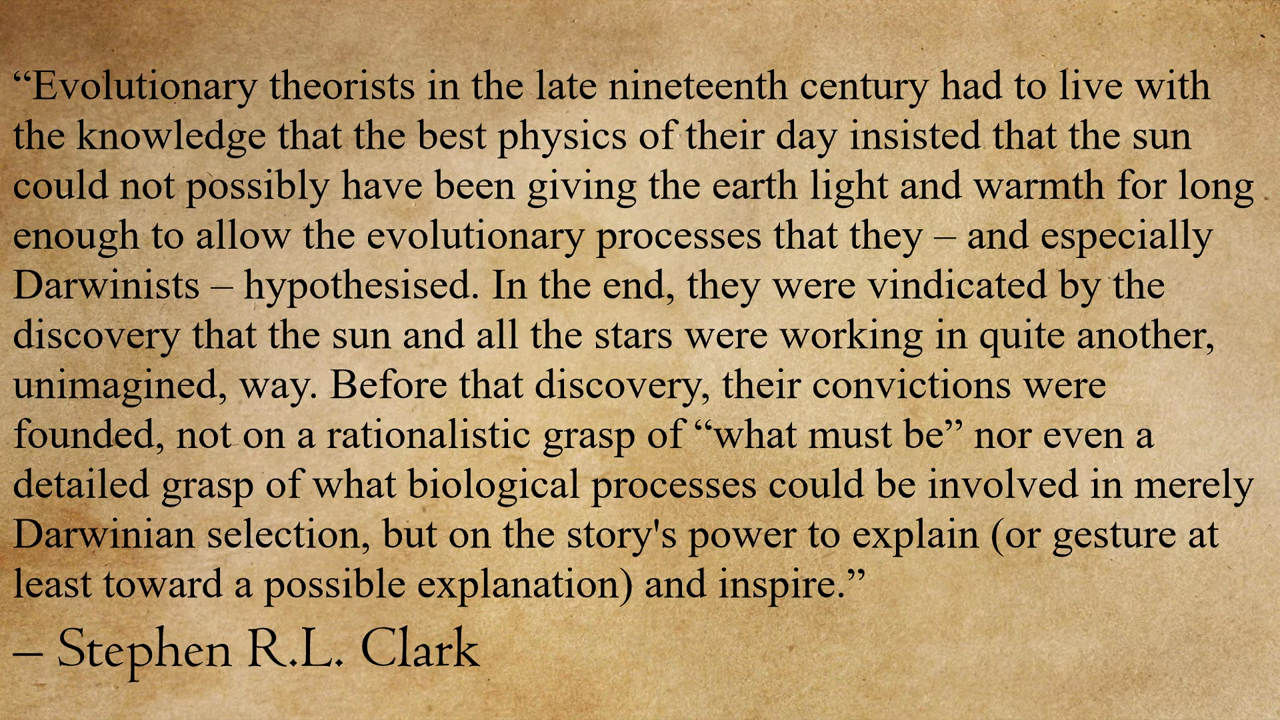 “Evolutionary theorists in the late nineteenth century had to live with
the knowledge that the best physics of their day insisted that the sun
could not possibly have been giving the earth light and warmth for long
enough to allow the evolutionary processes that they – and especially
Darwinists – hypothesised. In the end, they were vindicated by the
discovery that the sun and all the stars were working in quite another,
unimagined, way. Before that discovery, their convictions were
founded, not on a rationalistic grasp of “what must be” nor even a
detailed grasp of what biological processes could be involved in merely
Darwinian selection, but on the story's power to explain (or gesture at
least toward a possible explanation) and inspire.”
– Stephen R.L. Clark